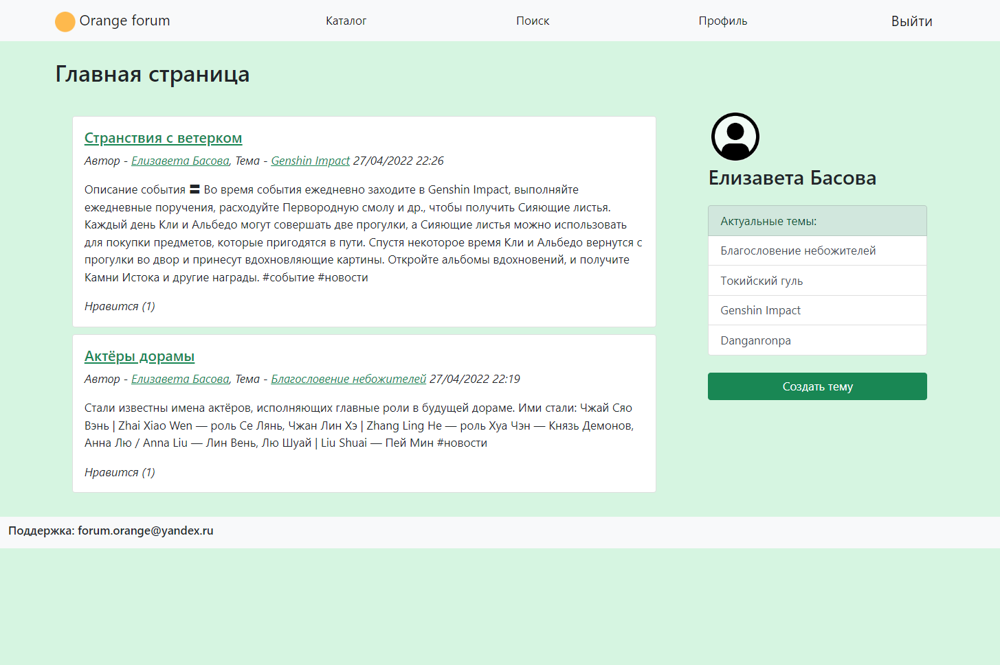 Orange forum
Каталог
Поиск
Профиль
Выйти
Главная страница
Странствия с ветерком
Автор - Елизавета Басова, Тема - Genshin Impact 27/04/2022 22:26
Описание события 〓 Во время события ежедневно заходите в Genshin Impact, выполняйте
ежедневные поручения, расходуйте Первородную смолу и др., чтобы получить Сияющие листья.
Каждый день Кли и Альбедо могут совершать две прогулки, а Сияющие листья можно использовать
для покупки предметов, которые пригодятся в пути. Спустя некоторое время Кли и Альбедо вернутся с
прогулки во двор и принесут вдохновляющие картины. Откройте альбомы вдохновений, и получите
Камни Истока и другие награды. #событие #новости
Нравится (1)
Актёры дорамы
Автор - Елизавета Басова, Тема - Благословение небожителей 27/04/2022 22:19
Стали известны имена актёров, исполняющих главные роли в будущей дораме. Ими стали: Чжай Сяо
Вэнь | Zhai Xiao Wen — роль Се Лянь, Чжан Лин Хэ | Zhang Ling He — роль Хуа Чэн — Князь Демонов,
Анна Лю / Anna Liu — Лин Вень, Лю Шуай | Liu Shuai — Пей Мин #новости
Нравится (1)
Елизавета Басова
Актуальные темы:
Благословение небожителей
Токийский гуль
Genshin Impact
Danganronpa
Создать тему
Поддержка: forum.orange@yandex.ru